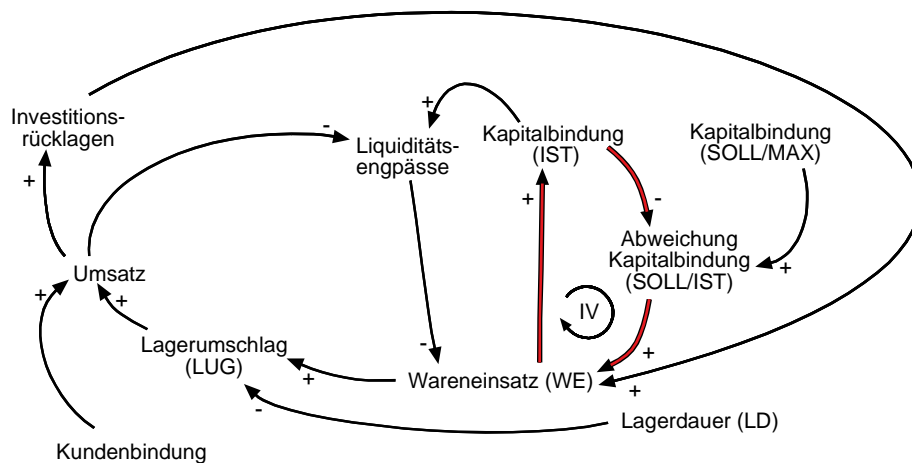 Investitions-
rücklagen
+
-
Liquiditäts-
engpässe
+
Kapitalbindung
(IST)
Kapitalbindung
(SOLL/MAX)
+
-
Abweichung
Kapitalbindung
(SOLL/IST)
+
Umsatz
+
+
IV
Lagerumschlag
(LUG)
+
-
+
Wareneinsatz (WE)
+
-
Lagerdauer (LD)
Kundenbindung